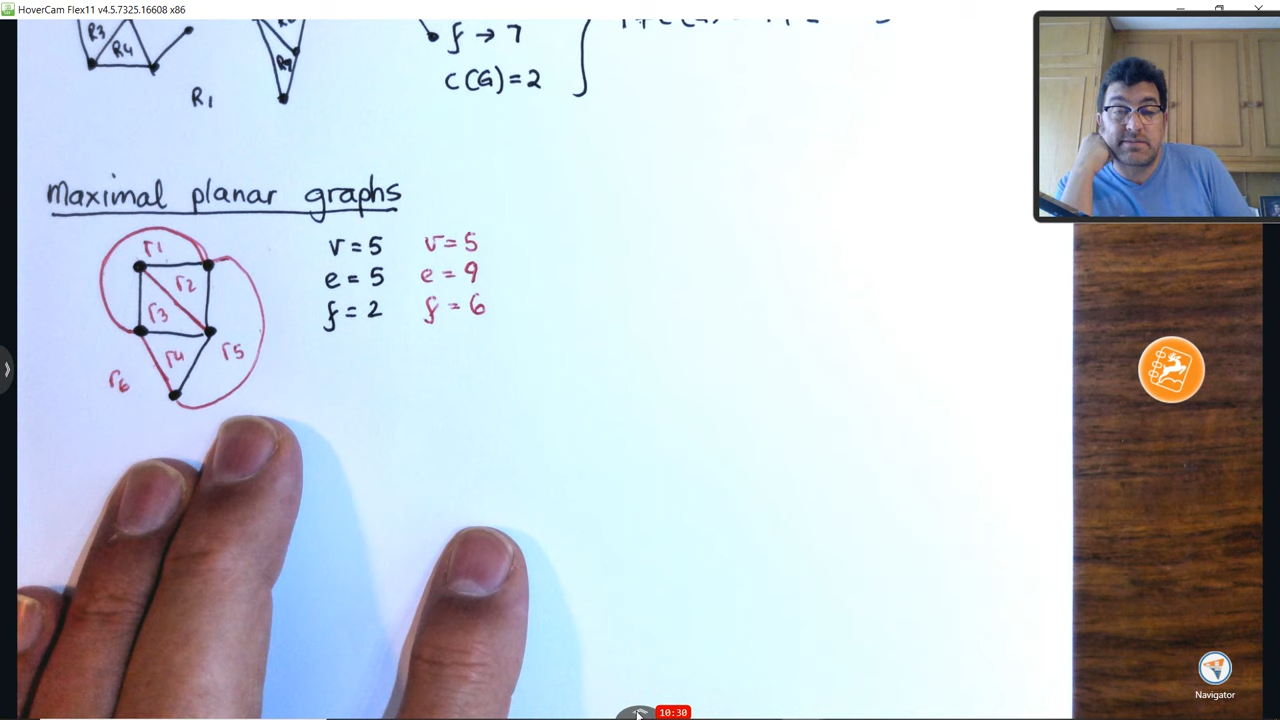 HoverCam Flex11 v4.5.7325.16608 x86
R3
R4
R7
R1
f → 7
C(G) = 2
Maximal planar graphs
r1
r2
r3
r4
r5
r6
v = 5 v = 5
e = 5 e = 9
f = 2 f = 6
Navigator
10:30